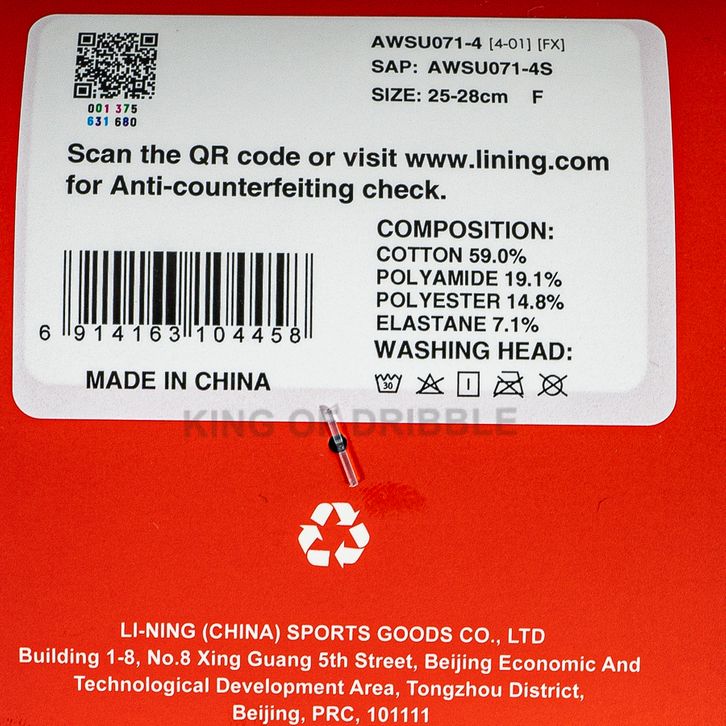 001 375
631 680
AWSU071-4 [4-01] [FX]
SAP: AWSU071-4S
SIZE: 25-28cm F
Scan the QR code or visit www.lining.com
for Anti-counterfeiting check.
COMPOSITION:
COTTON 59.0%
POLYAMIDE 19.1%
POLYESTER 14.8%
ELASTANE 7.1%
WASHING HEAD:
30
6 914163 104458
MADE IN CHINA
KING OF DRIBBLE
LI-NING (CHINA) SPORTS GOODS CO., LTD
Building 1-8, No.8 Xing Guang 5th Street, Beijing Economic And
Technological Development Area, Tongzhou District,
Beijing, PRC, 101111